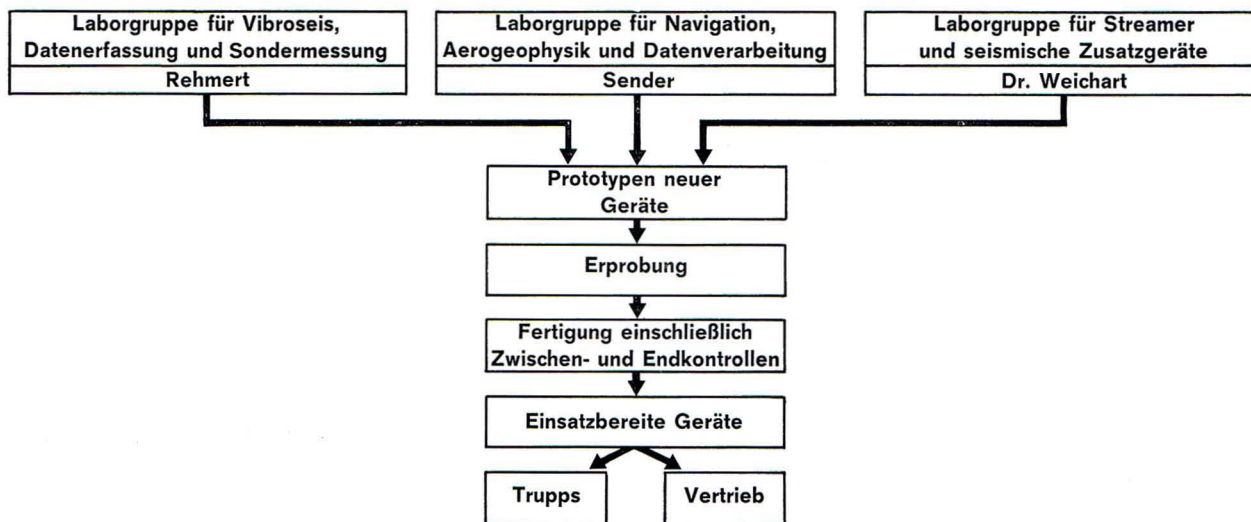 Laborgruppe für Vibroseis,
Datenerfassung und Sondermessung
Rehmert
Laborgruppe für Navigation,
Aerogeophysik und Datenverarbeitung
Sender
Laborgruppe für Streamer
und seismische Zusatzgeräte
Dr. Weichart
Prototypen neuer
Geräte
Erprobung
Fertigung einschließlich
Zwischen- und Endkontrollen
Einsatzbereite Geräte
Trupps
Vertrieb